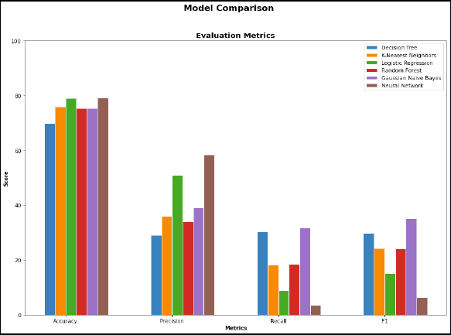 Model Comparison
Evaluation Metrics
100
80
60
40
20
0
Score
Decision Tree
K-Nearest Neighbors
Logistic Regression
Random Forest
Gaussian Naive Bayes
Neural Network
Accuracy
Precision
Recall
F1
Metrics